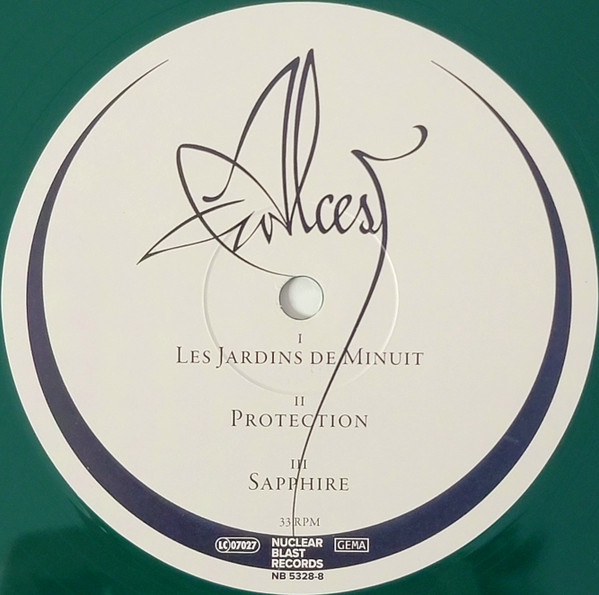 Alcest
I
LES JARDINS DE MINUIT
II
PROTECTION
III
SAPPHIRE
33 RPM
LC 07027
NUCLEAR
BLAST
RECORDS
GEMA
NB 5328-8